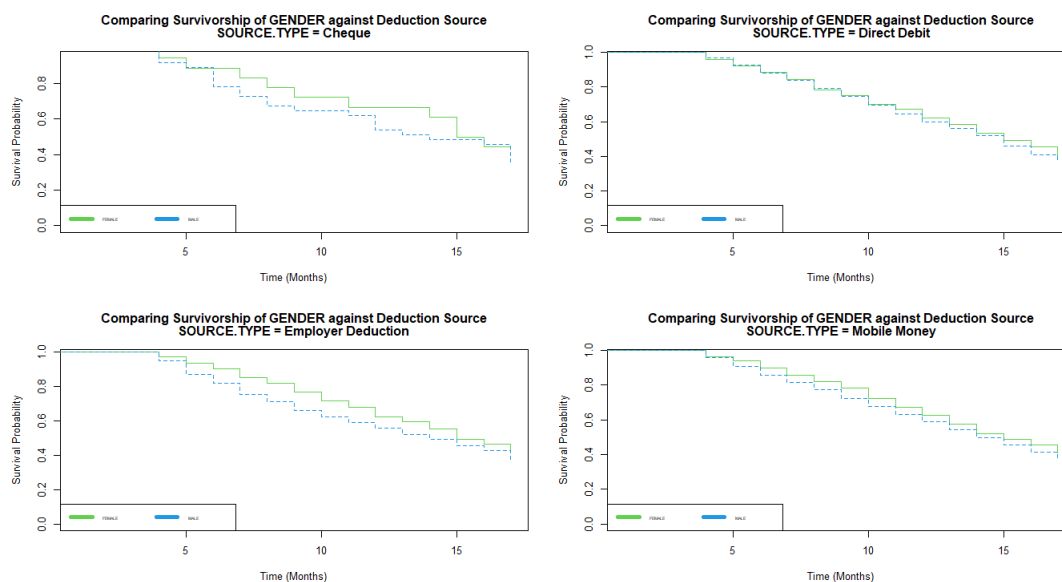 Comparing Survivorship of GENDER against Deduction Source
SOURCE.TYPE = Cheque
Survival Probability
0.8
0.6
0.4
0.2
0.0
FEMALE MALE
5 10 15
Time (Months)
Comparing Survivorship of GENDER against Deduction Source
SOURCE.TYPE = Direct Debit
Survival Probability
1.0
0.8
0.6
0.4
0.2
0.0
FEMALE MALE
5 10 15
Time (Months)
Comparing Survivorship of GENDER against Deduction Source
SOURCE.TYPE = Employer Deduction
Survival Probability
1.0
0.8
0.6
0.4
0.2
0.0
FEMALE MALE
5 10 15
Time (Months)
Comparing Survivorship of GENDER against Deduction Source
SOURCE.TYPE = Mobile Money
Survival Probability
1.0
0.8
0.6
0.4
0.2
0.0
FEMALE MALE
5 10 15
Time (Months)